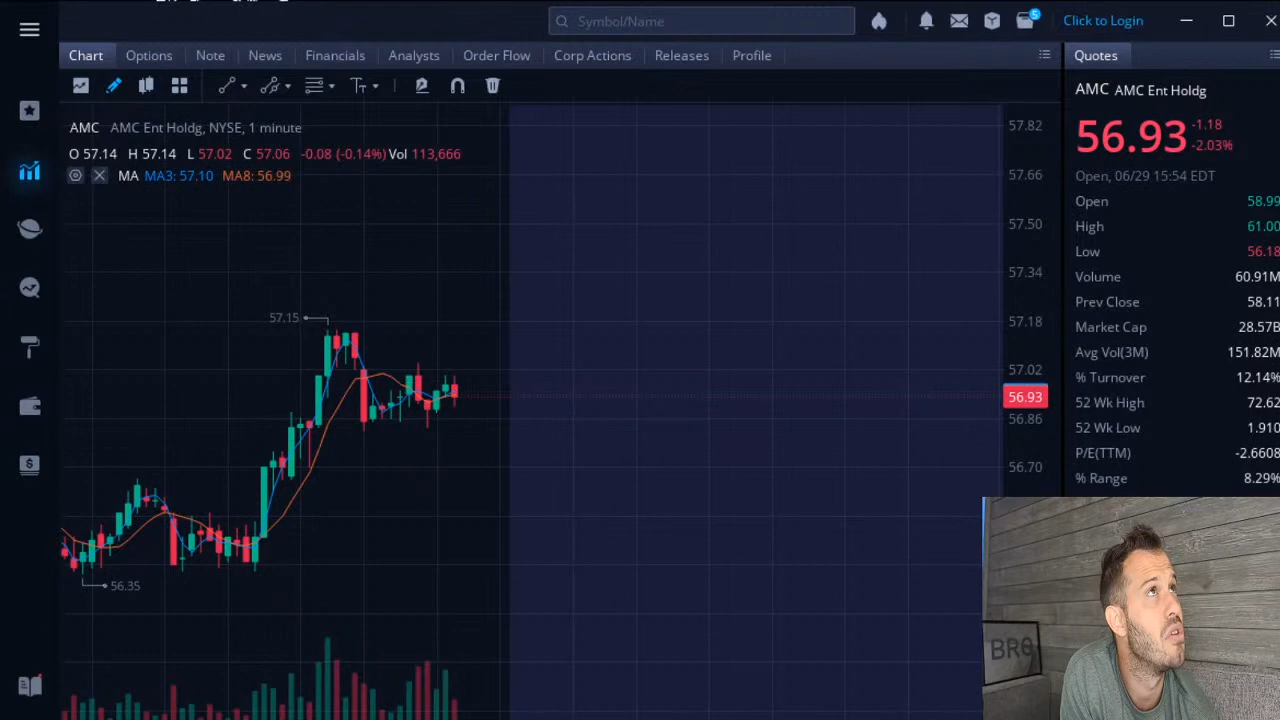 Symbol/Name
5
Click to Login
Chart Options Note News Financials Analysts Order Flow Corp Actions Releases Profile
Quotes
AMC AMC Ent Holdg, NYSE, 1 minute
O 57.14 H 57.14 L 57.02 C 57.06 -0.08 (-0.14%) Vol 113,666
MA MA3: 57.10 MA8: 56.99
57.15
56.35
57.82
57.66
57.50
57.34
57.18
57.02
56.93
56.86
56.70
AMC AMC Ent Holdg
56.93 -1.18
-2.03%
Open, 06/29 15:54 EDT
Open 58.99
High 61.00
Low 56.18
Volume 60.91M
Prev Close 58.11
Market Cap 28.57B
Avg Vol(3M) 151.82M
% Turnover 12.14%
52 Wk High 72.62
52 Wk Low 1.910
P/E(TTM) -2.6608
% Range 8.29%
BRO